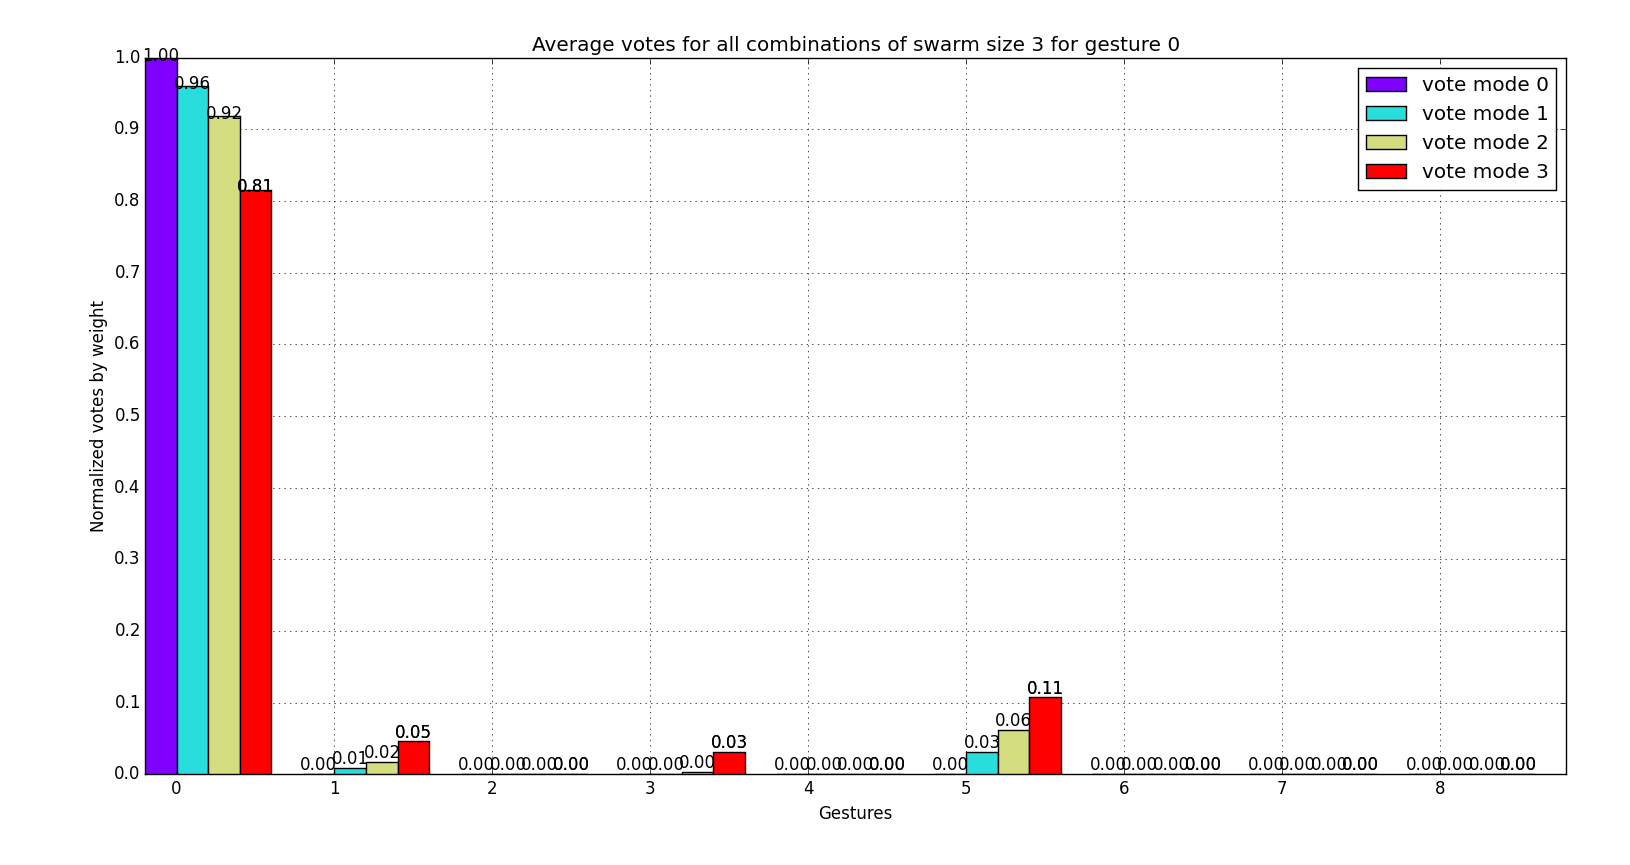 Average votes for all combinations of swarm size 3 for gesture 0
vote mode 0
vote mode 1
vote mode 2
vote mode 3
Normalized votes by weight
1.0
0.9
0.8
0.7
0.6
0.5
0.4
0.3
0.2
0.1
0.0
1.00
0.96
0.92
0.81
0.00 0.01 0.02 0.05
0.00 0.00 0.00 0.00
0.00 0.00 0.00 0.03
0.00 0.00 0.00 0.00
0.00 0.03 0.06 0.11
0.00 0.00 0.00 0.00
0.00 0.00 0.00 0.00
0.00 0.00 0.00 0.00
0 1 2 3 4 5 6 7 8
Gestures